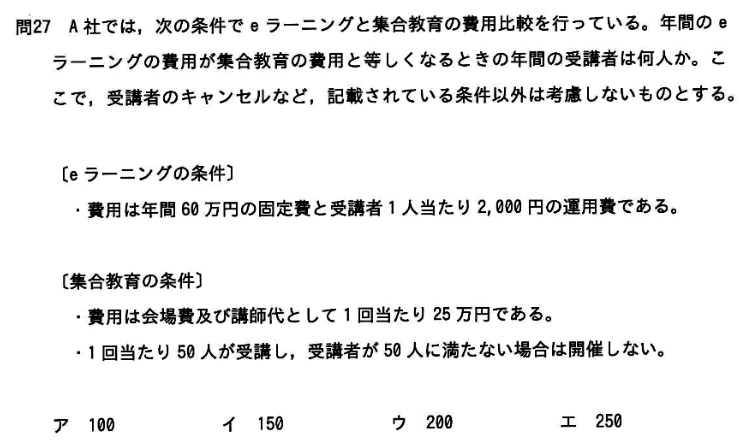 問27 A社では，次の条件でeラーニングと集合教育の費用比較を行っている。年間のe
ラーニングの費用が集合教育の費用と等しくなるときの年間の受講者は何人か。こ
こで，受講者のキャンセルなど，記載されている条件以外は考慮しないものとする。
〔eラーニングの条件〕
・費用は年間60万円の固定費と受講者1人当たり2,000円の運用費である。
〔集合教育の条件〕
・費用は会場費及び講師代として1回当たり25万円である。
・1回当たり50人が受講し，受講者が50人に満たない場合は開催しない。
ア 100 イ 150 ウ 200 エ 250